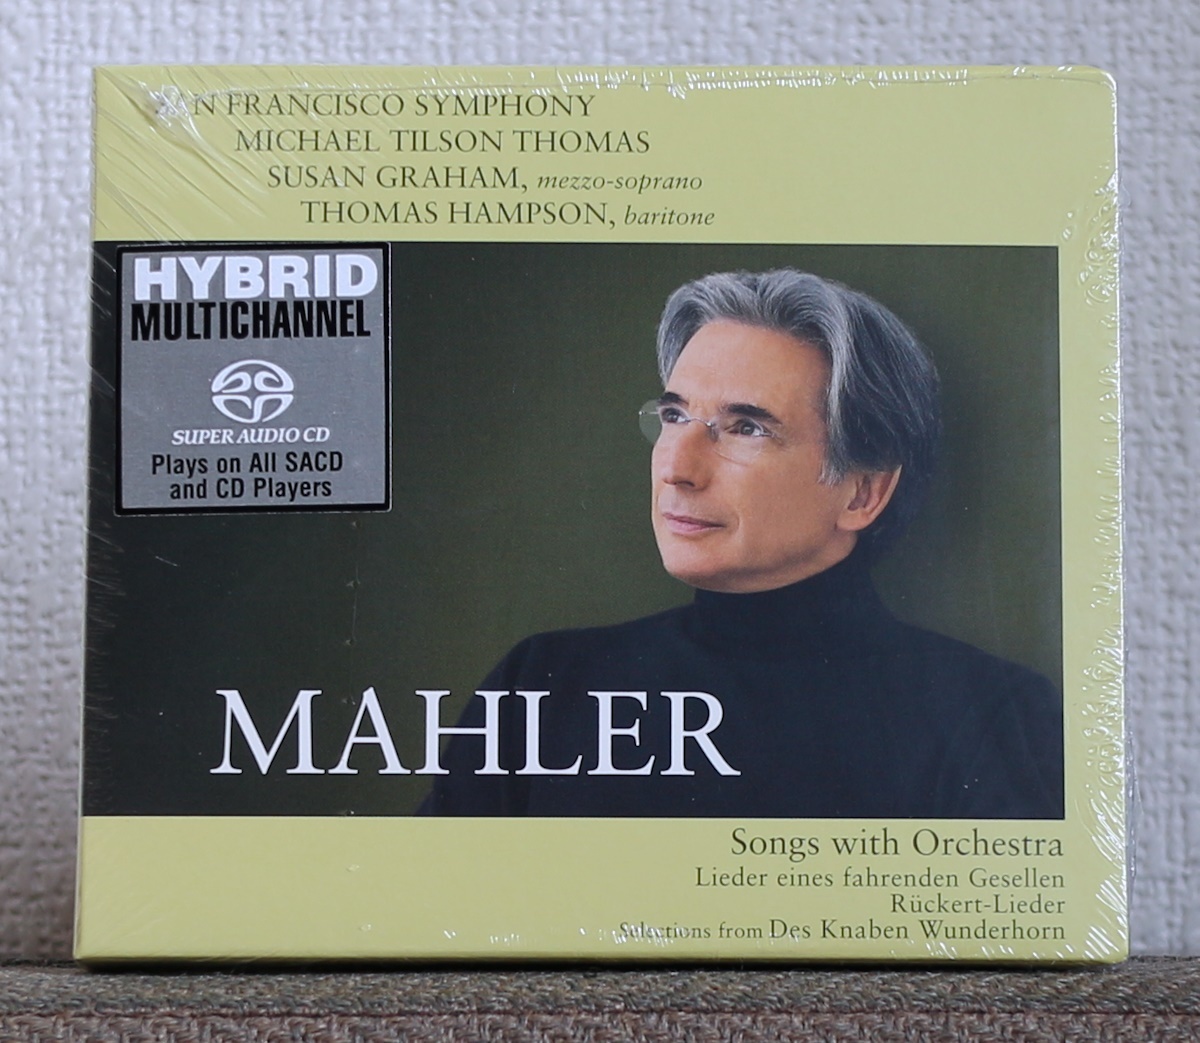 SAN FRANCISCO SYMPHONY
MICHAEL TILSON THOMAS
SUSAN GRAHAM, mezzo-soprano
THOMAS HAMPSON, baritone
HYBRID
MULTICHANNEL
SUPER AUDIO CD
Plays on All SACD
and CD Players
MAHLER
Songs with Orchestra
Lieder eines fahrenden Gesellen
Rückert-Lieder
Selections from Des Knaben Wunderhorn